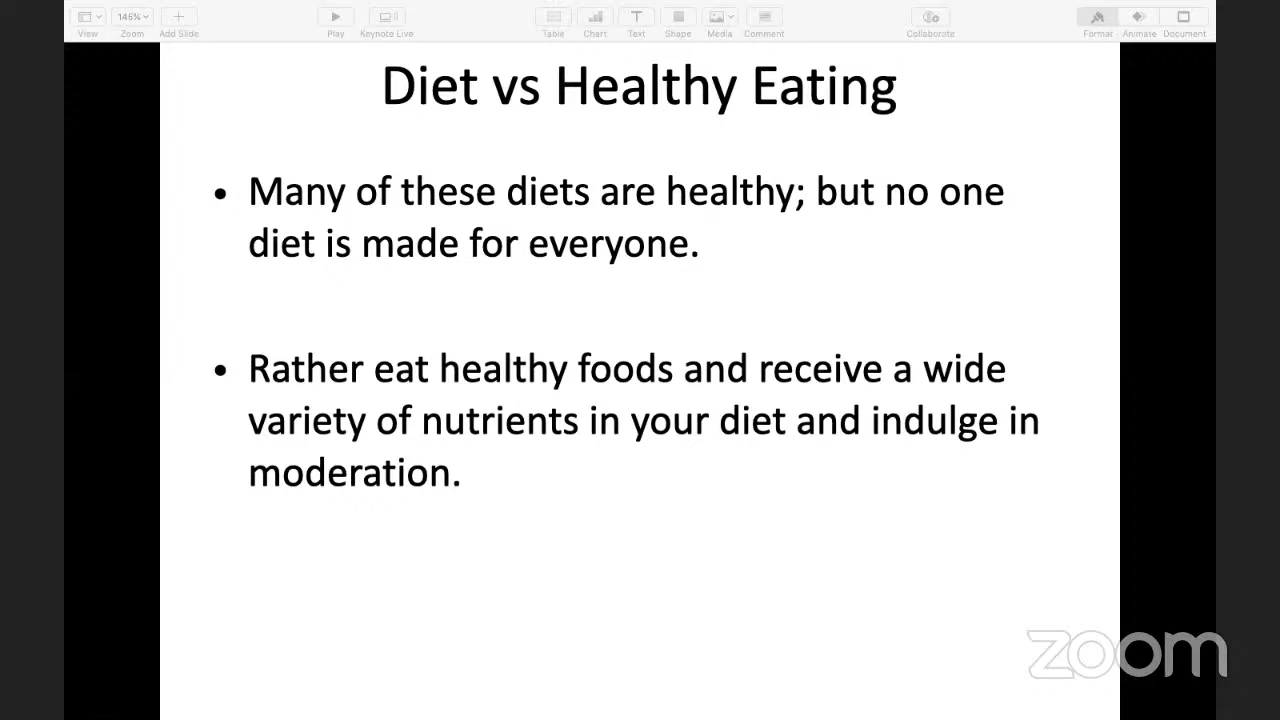 View
145%
Zoom
Add Slide
Play
Keynote Live
Table
Chart
T
Text
Shape
Media
Comment
Collaborate
Format
Animate
Document
Diet vs Healthy Eating
• Many of these diets are healthy; but no one
diet is made for everyone.
• Rather eat healthy foods and receive a wide
variety of nutrients in your diet and indulge in
moderation.
zoom